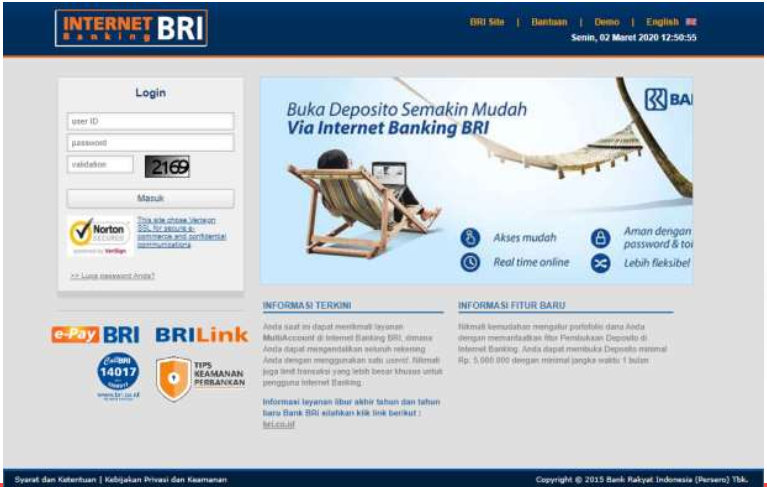 INTERNET
Banking
BRI
BRI Site | Bantuan | Demo | English
Senin, 02 Maret 2020 12:50:55
Login
user ID
password
validation
2169
Masuk
Norton
SECURED
powered by VeriSign
This site chose Verisign
SSL for secure e-
commerce and confidential
communications
>> Lupa password Anda?
Buka Deposito Semakin Mudah
Via Internet Banking BRI
BA
Akses mudah
Real time online
Aman dengan
password & to
Lebih fleksibel
e-Pay BRI
BRILink
CallBRI
14017
www.bri.co.id
TIPS
KEAMANAN
PERBANKAN
INFORMASI TERKINI
Anda saat ini dapat menikmati layanan
MultiAccount di Internet Banking BRI, dimana
Anda dapat mengendalikan seluruh rekening
Anda dengan menggunakan satu userid. Nikmati
juga limit transaksi yang lebih besar khusus untuk
pengguna Internet Banking.
Informasi layanan libur akhir tahun dan tahun
baru Bank BRI silahkan klik link berikut :
bri.co.id
INFORMASI FITUR BARU
Nikmati kemudahan mengatur portofolio dana Anda
dengan memanfaatkan fitur Pembukaan Deposito di
Internet Banking. Anda dapat membuka Deposito minimal
Rp. 5.000.000 dengan minimal jangka waktu 1 bulan
Syarat dan Ketentuan | Kebijakan Privasi dan Keamanan
Copyright © 2015 Bank Rakyat Indonesia (Persero) Tbk.